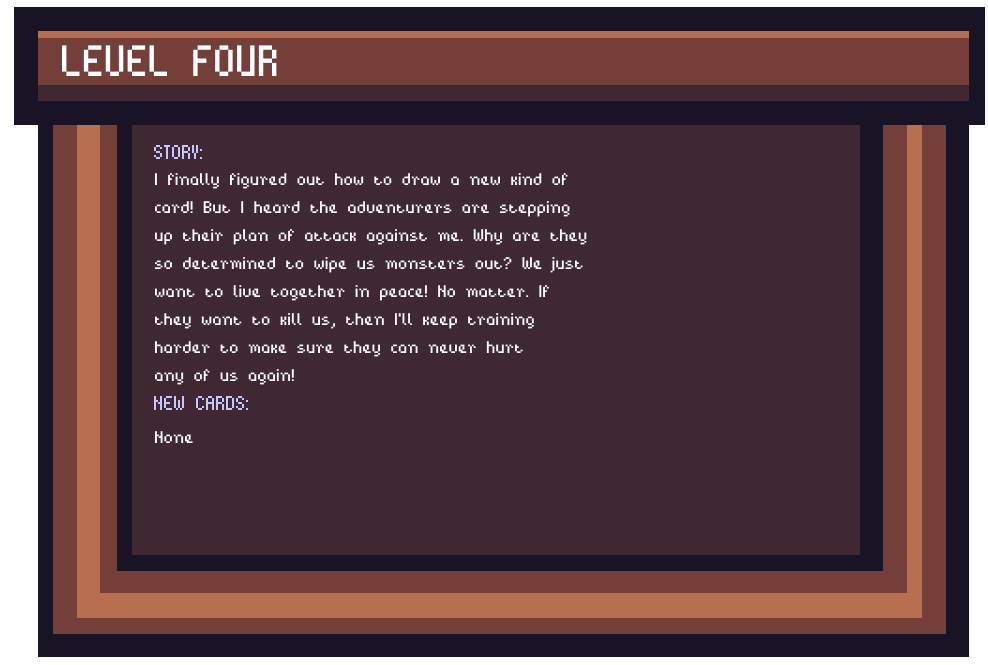 LEVEL FOUR
STORY:
I finally figured out how to draw a new kind of
card! But I heard the adventurers are stepping
up their plan of attack against me. Why are they
so determined to wipe us monsters out? We just
want to live together in peace! No matter. If
they want to kill us, then I'll keep training
harder to make sure they can never hurt
any of us again!
NEW CARDS:
None